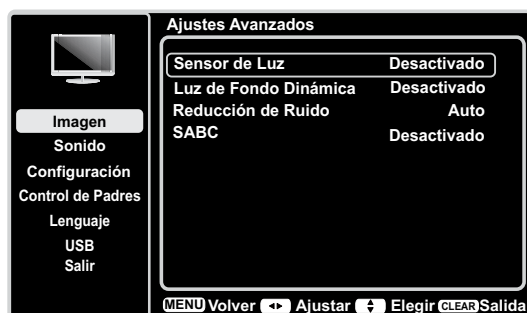 Ajustes Avanzados
Sensor de Luz Desactivado
Luz de Fondo Dinámica Desactivado
Reducción de Ruido Auto
SABC Desactivado
Imagen
Sonido
Configuración
Control de Padres
Lenguaje
USB
Salir
MENU Volver Ajustar Elegir CLEAR Salida